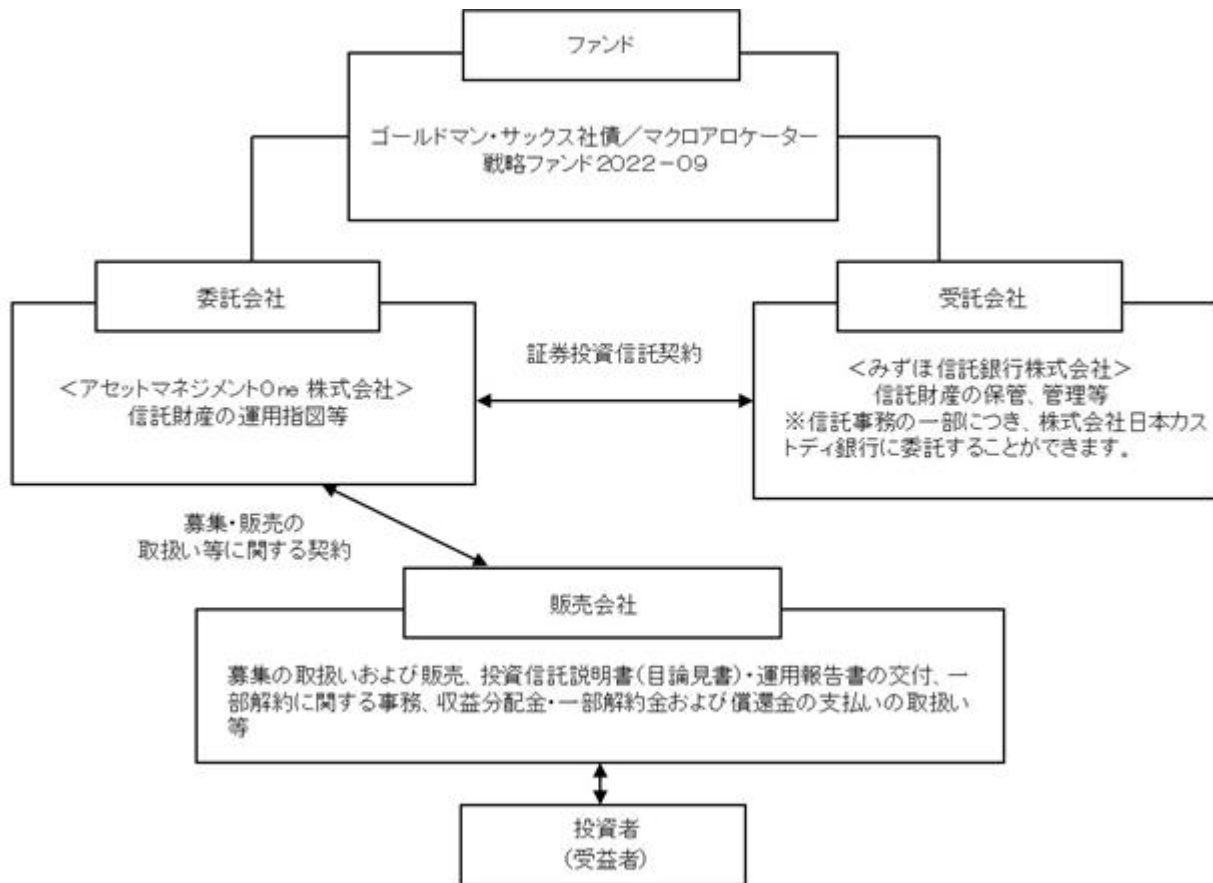 ファンド
ゴールドマン・サックス社債／マクロアロケーター
戦略ファンド2022－09
委託会社
受託会社
証券投資信託契約
＜アセットマネジメントOne 株式会社＞
信託財産の運用指図等
＜みずほ信託銀行株式会社＞
信託財産の保管、管理等
※信託事務の一部につき、株式会社日本カス
トディ銀行に委託することができます。
募集・販売の
取扱い等に関する契約
販売会社
募集の取扱いおよび販売、投資信託説明書(目論見書)・運用報告書の交付、一
部解約に関する事務、収益分配金・一部解約金および償還金の支払いの取扱い
等
投資者
(受益者)